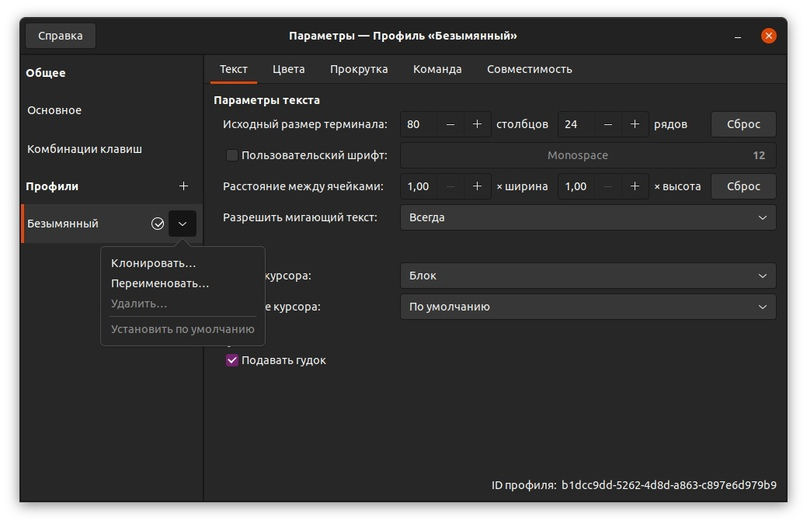 Справка
Параметры — Профиль «Безымянный»
Общее
Основное
Комбинации клавиш
Профили
Безымянный
Клонировать…
Переименовать…
Удалить…
Установить по умолчанию
Текст Цвета Прокрутка Команда Совместимость
Параметры текста
Исходный размер терминала: 80 столбцов 24 рядов Сброс
Пользовательский шрифт: Monospace 12
Расстояние между ячейками: 1,00 × ширина 1,00 × высота Сброс
Разрешить мигающий текст: Всегда
курсора: Блок
курсора: По умолчанию
Подавать гудок
ID профиля: b1dcc9dd-5262-4d8d-a863-c897e6d979b9